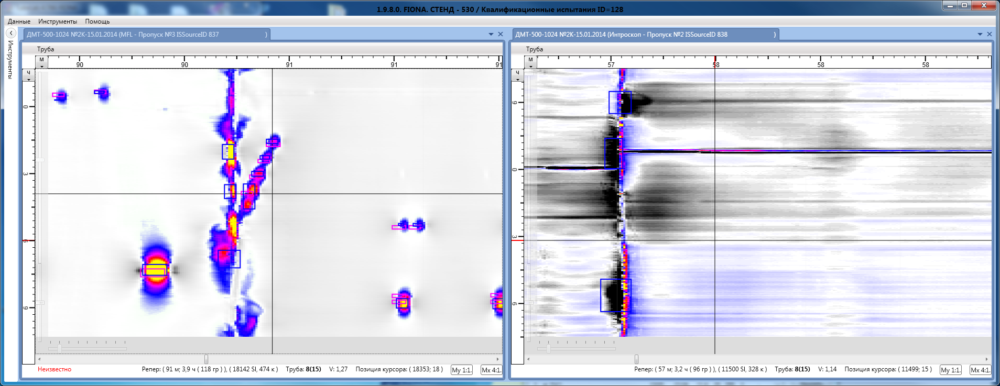 1.9.8.0. FIONA. СТЕНД - 530 / Квалификационные испытания ID=128
Данные Инструменты Помощь
Инструменты
ДМТ-500-1024 №2K-15.01.2014 (MFL - Пропуск №3 ISSourceID 837 )
Труба
м
90 90 91 91 91
ч
0
3
6
9
Неизвестно Репер: ( 91 м; 3,9 ч ( 118 гр ) ), ( 18142 SI, 474 к ) Труба: 8(15) V: 1,27 Позиция курсора: ( 18353; 18 ) My 1:1. Mx 4:1.
ДМТ-500-1024 №2K-15.01.2014 (Интроскоп - Пропуск №2 ISSourceID 838 )
Труба
м
57 58 58 58
ч
9
0
3
6
Репер: ( 57 м; 3,2 ч ( 96 гр ) ), ( 11500 SI, 328 к ) Труба: 8(15) V: 1,14 Позиция курсора: ( 11499; 15 ) My 1:1. Mx 4:1.